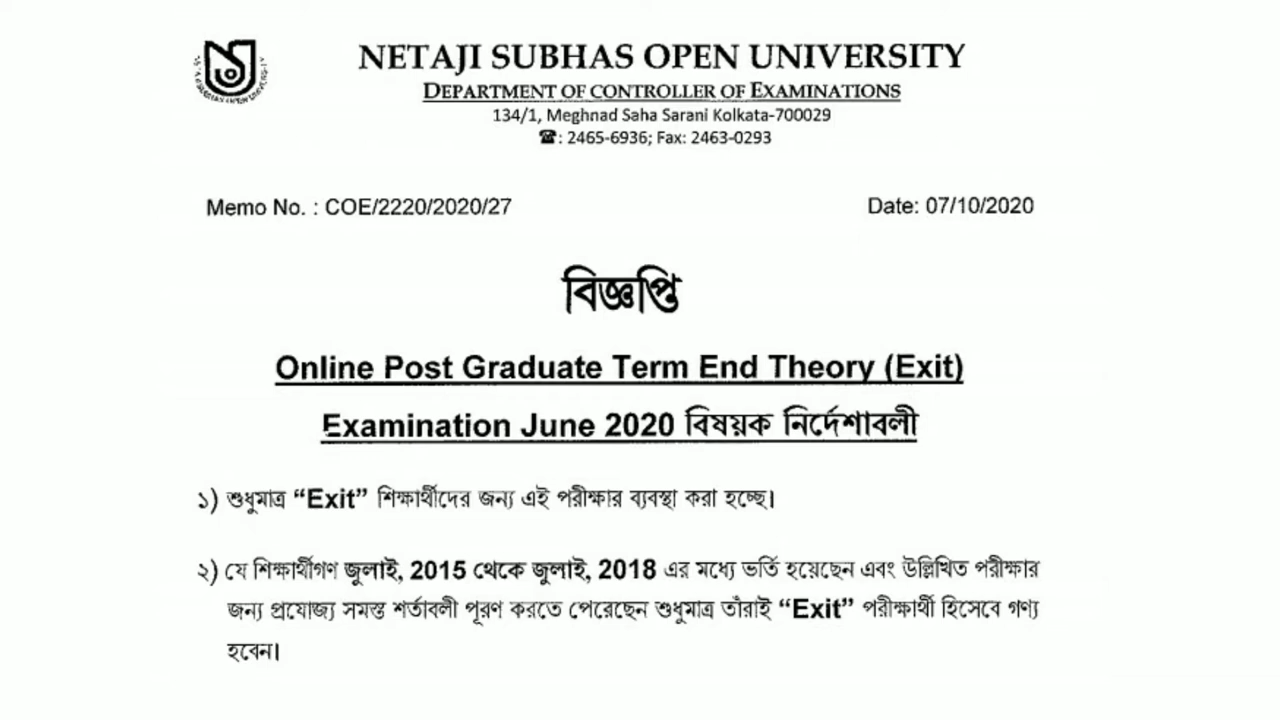 NETAJI SUBHAS OPEN UNIVERSITY
DEPARTMENT OF CONTROLLER OF EXAMINATIONS
134/1, Meghnad Saha Sarani Kolkata-700029
☎: 2465-6936; Fax: 2463-0293
Memo No. : COE/2220/2020/27
Date: 07/10/2020
বিজ্ঞপ্তি
Online Post Graduate Term End Theory (Exit)
Examination June 2020 বিষয়ক নির্দেশাবলী
১) শুধুমাত্র “Exit” শিক্ষার্থীদের জন্য এই পরীক্ষার ব্যবস্থা করা হচ্ছে।
২) যে শিক্ষার্থীগণ জুলাই, 2015 থেকে জুলাই, 2018 এর মধ্যে ভর্তি হয়েছেন এবং উল্লিখিত পরীক্ষার
জন্য প্রযোজ্য সমস্ত শর্তাবলী পূরণ করতে পেরেছেন শুধুমাত্র তাঁরাই “Exit” পরীক্ষার্থী হিসেবে গণ্য
হবেন।